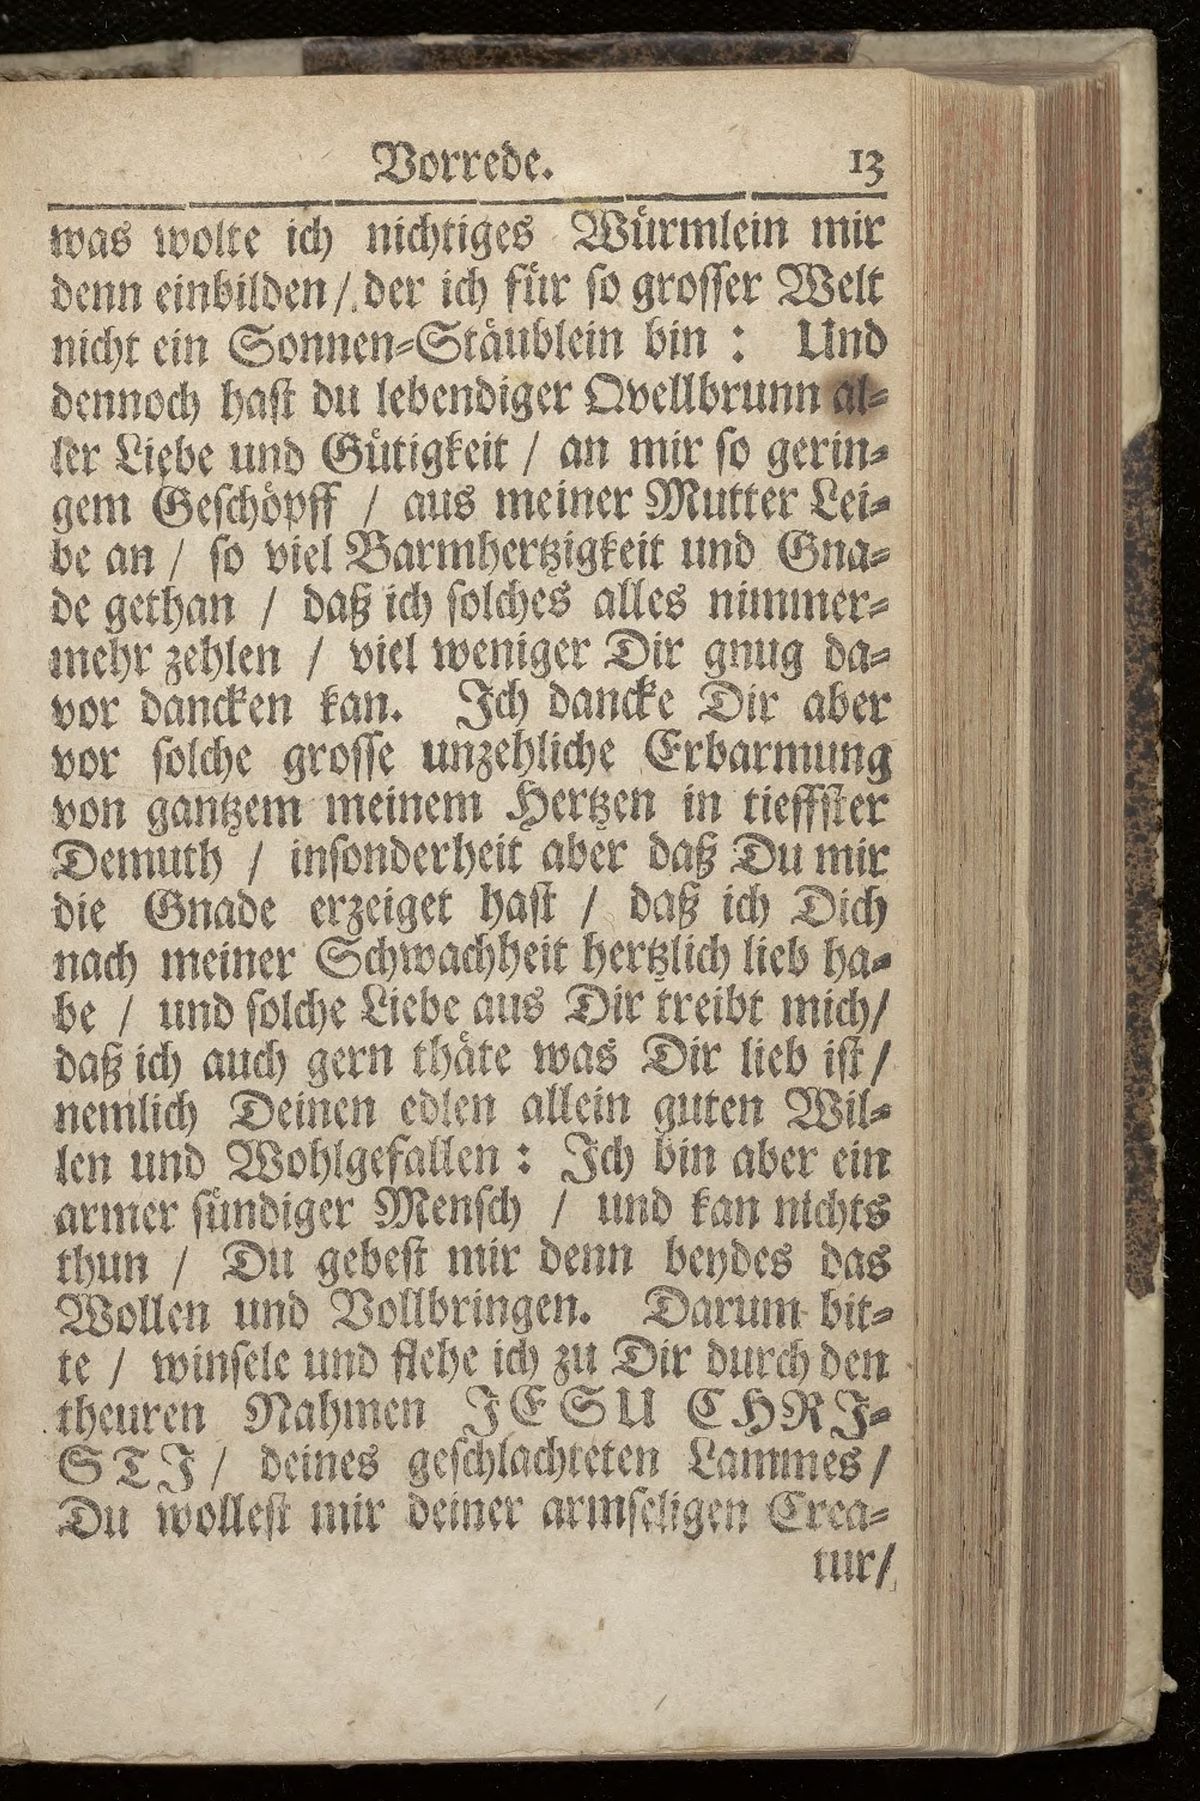 Vorrede. 13
was wolte ich nichtiges Würmlein mir
denn einbilden/ der ich für so grosser Welt
nicht ein Sonnen-Stäublein bin : Und
dennoch hast du lebendiger Qvellbrunn al-
ler Liebe und Gütigkeit / an mir so gerin-
gem Geschöpff / aus meiner Mutter Lei-
be an / so viel Barmhertzigkeit und Gna-
de gethan / daß ich solches alles nimmer-
mehr zehlen / viel weniger Dir gnug da-
vor dancken kan. Ich dancke Dir aber
vor solche grosse unzehliche Erbarmung
von gantzem meinem Hertzen in tieffster
Demuth / insonderheit aber daß Du mir
die Gnade erzeiget hast / daß ich Dich
nach meiner Schwachheit hertzlich lieb ha-
be / und solche Liebe aus Dir treibt mich/
daß ich auch gern thäte was Dir lieb ist/
nemlich Deinen edlen allein guten Wil-
len und Wohlgefallen : Ich bin aber ein
armer sündiger Mensch / und kan nichts
thun / Du gebest mir denn beydes das
Wollen und Vollbringen. Darum bit-
te / winsele und flehe ich zu Dir durch den
theuren Nahmen JESU CHRI-
STI/ deines geschlachteten Lammes/
Du wollest mir deiner armseligen Crea-
tur/